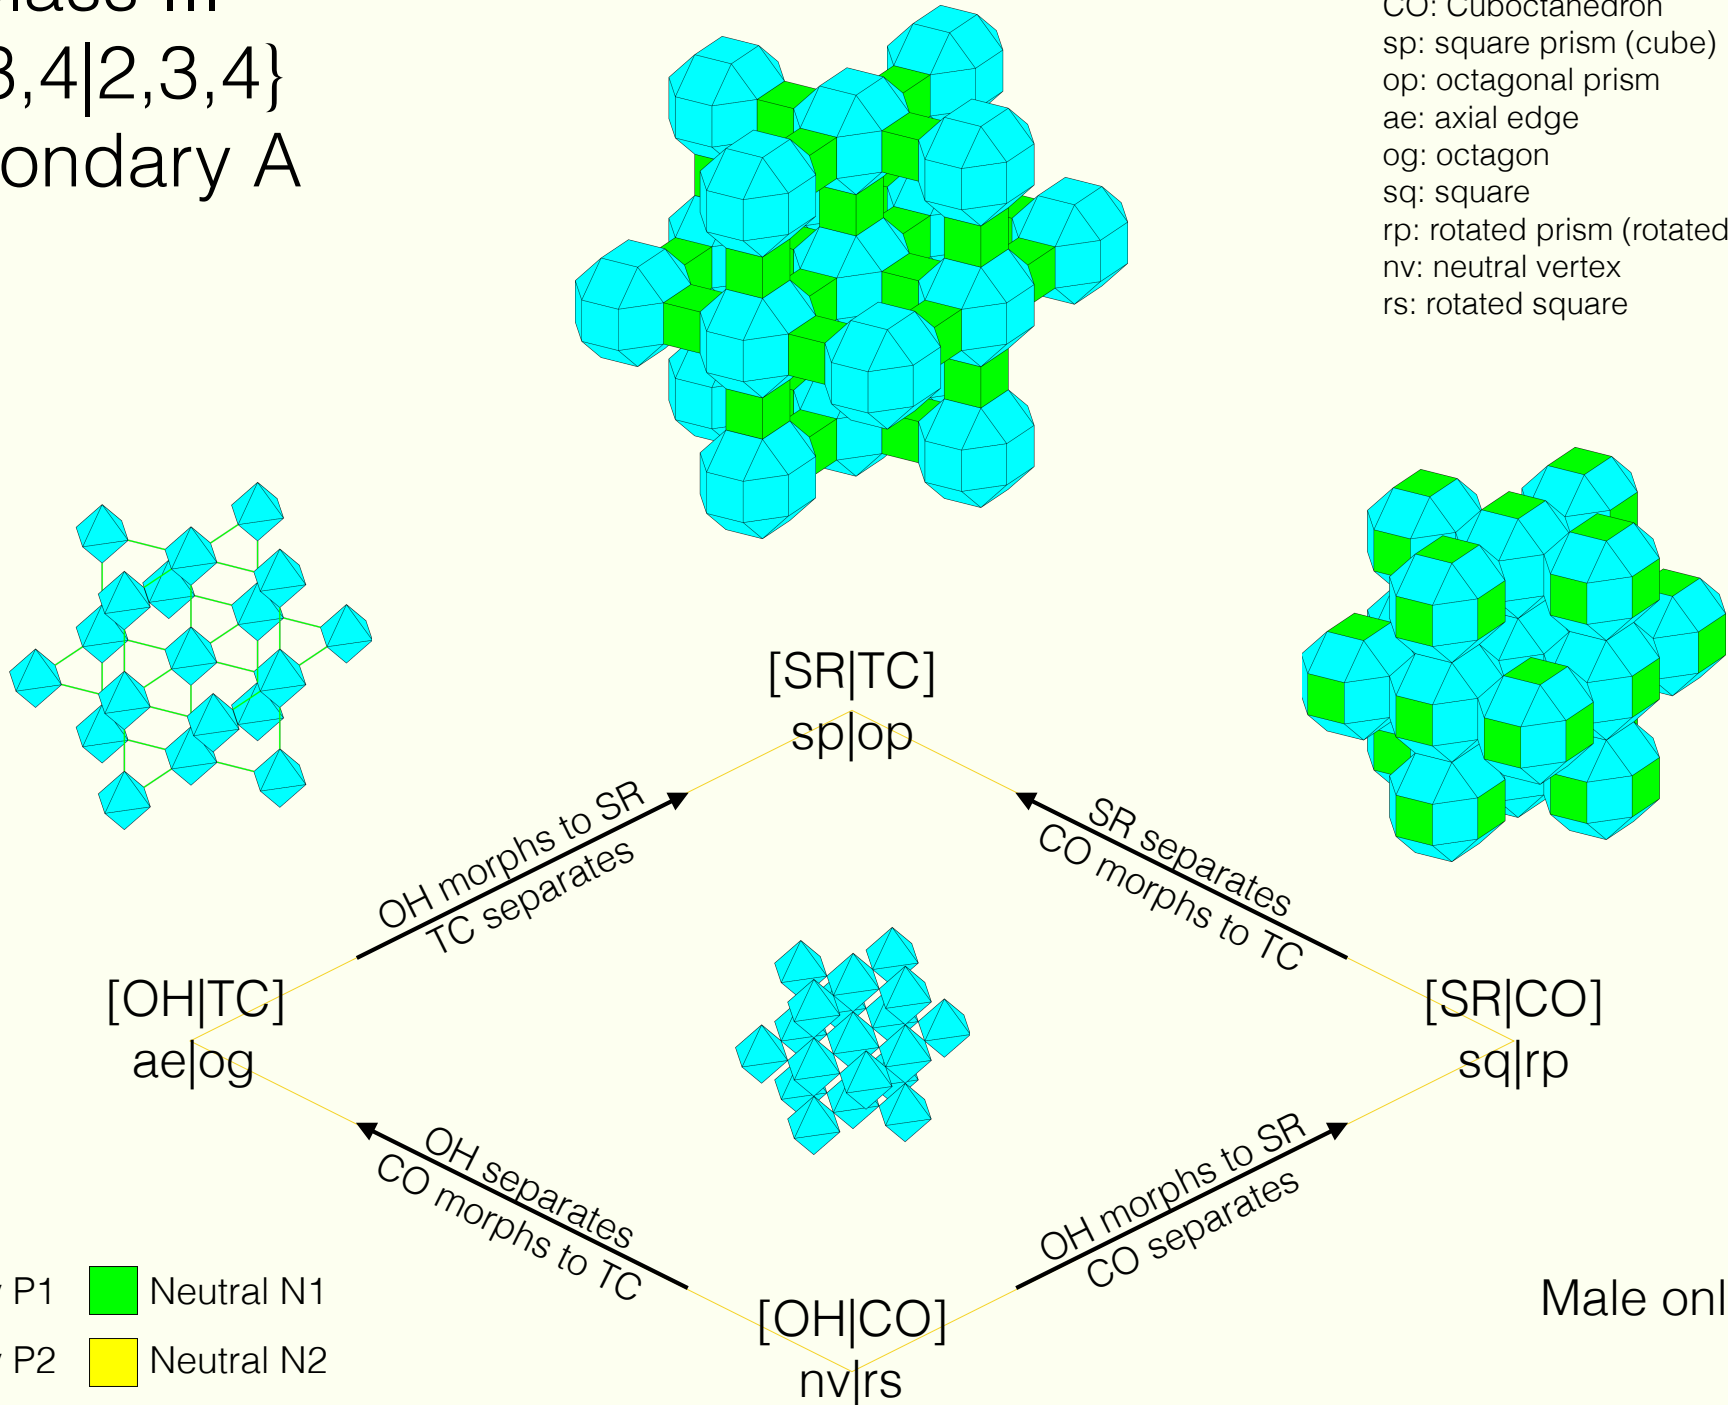 3,4|2,3,4}
ondary A
CO: Cuboctahedron
sp: square prism (cube)
op: octagonal prism
ae: axial edge
og: octagon
sq: square
rp: rotated prism (rotated
nv: neutral vertex
rs: rotated square
[SR|TC]
sp|op
OH morphs to SR
TC separates
SR separates
CO morphs to TC
[OH|TC]
ae|og
[SR|CO]
sq|rp
OH separates
CO morphs to TC
OH morphs to SR
CO separates
[OH|CO]
nv|rs
P1
Neutral N1
P2
Neutral N2
Male onl